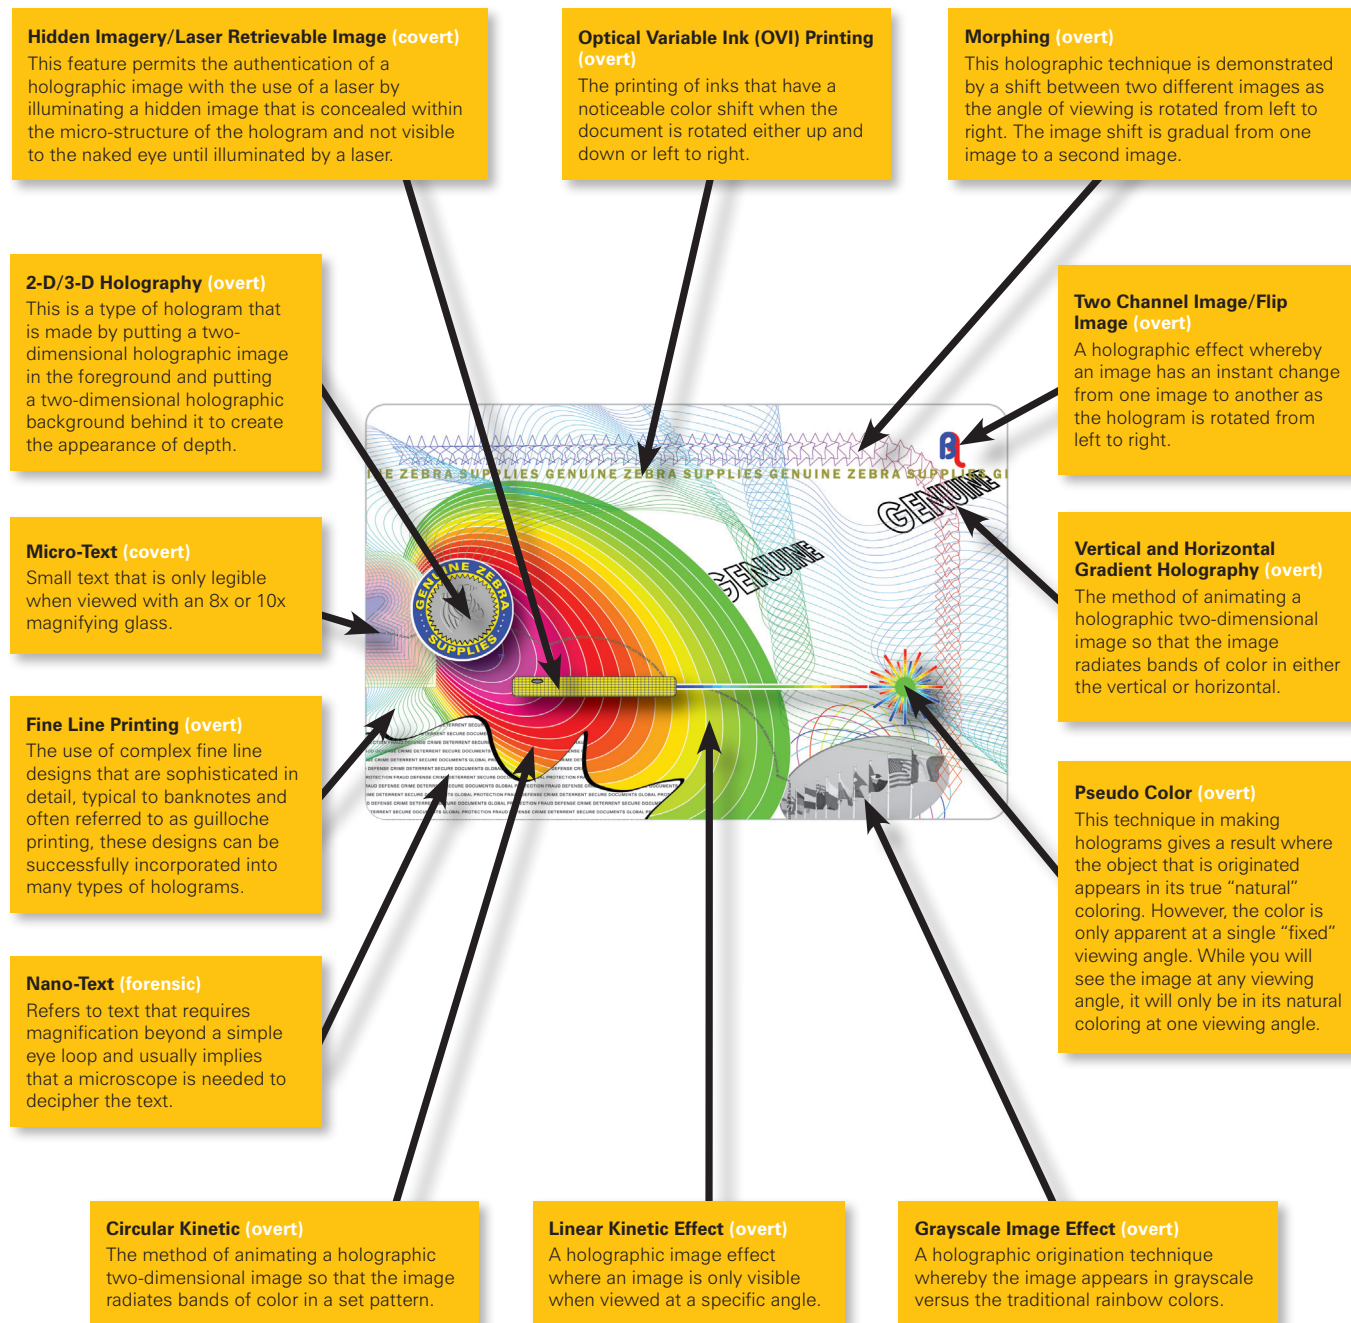 Hidden Imagery/Laser Retrievable Image (covert)
This feature permits the authentication of a
holographic image with the use of a laser by
illuminating a hidden image that is concealed within
the micro-structure of the hologram and not visible
to the naked eye until illuminated by a laser.
Optical Variable Ink (OVI) Printing
(overt)
The printing of inks that have a
noticeable color shift when the
document is rotated either up and
down or left to right.
Morphing (overt)
This holographic technique is demonstrated
by a shift between two different images as
the angle of viewing is rotated from left to
right. The image shift is gradual from one
image to a second image.
2-D/3-D Holography (overt)
This is a type of hologram that
is made by putting a two-
dimensional holographic image
in the foreground and putting
a two-dimensional holographic
background behind it to create
the appearance of depth.
Two Channel Image/Flip
Image (overt)
A holographic effect whereby
an image has an instant change
from one image to another as
the hologram is rotated from
left to right.
ZEBRA SUPPLIES GENUINE ZEBRA SUPPLIES GENUINE ZEBRA SUPPLIES
GENUINE
GENUINE
GENUINE ZEBRA
SUPPLIES
Micro-Text (covert)
Small text that is only legible
when viewed with an 8x or 10x
magnifying glass.
Vertical and Horizontal
Gradient Holography (overt)
The method of animating a
holographic two-dimensional
image so that the image
radiates bands of color in either
the vertical or horizontal.
Fine Line Printing (overt)
The use of complex fine line
designs that are sophisticated in
detail, typical to banknotes and
often referred to as guilloche
printing, these designs can be
successfully incorporated into
many types of holograms.
Pseudo Color (overt)
This technique in making
holograms gives a result where
the object that is originated
appears in its true “natural”
coloring. However, the color is
only apparent at a single “fixed”
viewing angle. While you will
see the image at any viewing
angle, it will only be in its natural
coloring at one viewing angle.
Nano-Text (forensic)
Refers to text that requires
magnification beyond a simple
eye loop and usually implies
that a microscope is needed to
decipher the text.
Circular Kinetic (overt)
The method of animating a holographic
two-dimensional image so that the image
radiates bands of color in a set pattern.
Linear Kinetic Effect (overt)
A holographic image effect
where an image is only visible
when viewed at a specific angle.
Grayscale Image Effect (overt)
A holographic origination technique
whereby the image appears in grayscale
versus the traditional rainbow colors.